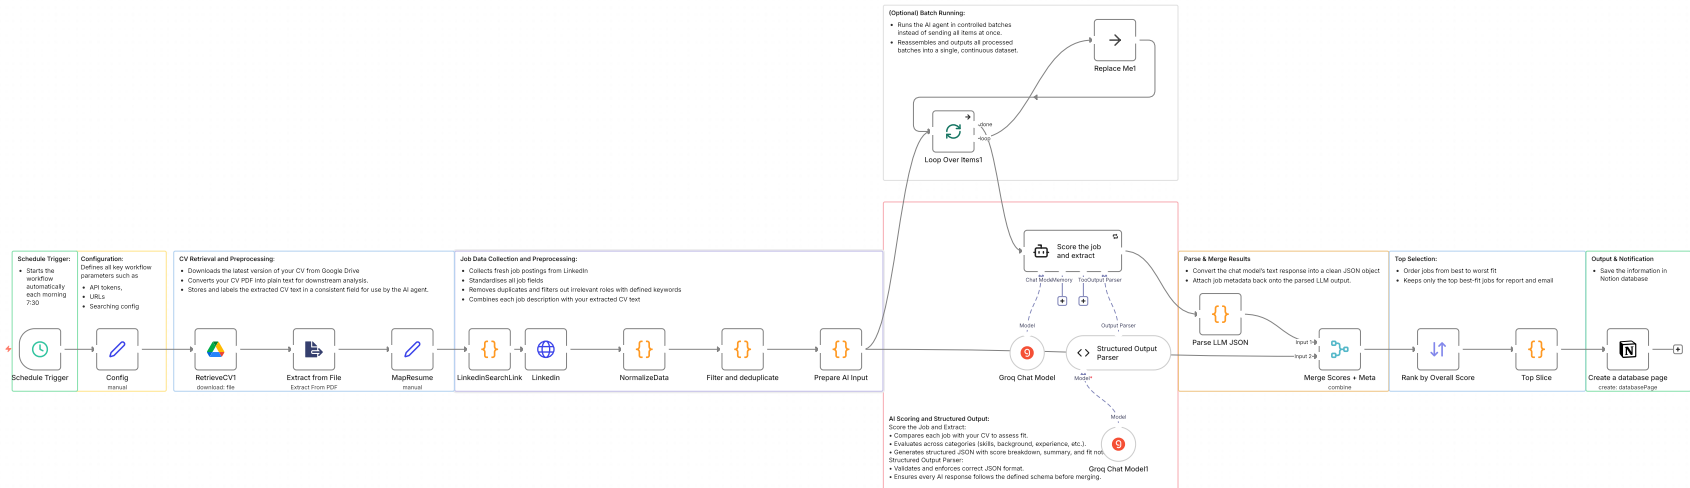 (Optional) Batch Running:
• Runs the AI agent in controlled batches
instead of sending all items at once.
• Reassembles and outputs all processed
batches into a single, continuous dataset.
Replace Me1
done
loop
Loop Over Items1
Schedule Trigger:
• Starts the
workflow
automatically
each morning
7:30
Schedule Trigger
Configuration:
Defines all key workflow
parameters such as
• API tokens,
• URLs
• Searching config
Config
manual
CV Retrieval and Preprocessing:
• Downloads the latest version of your CV from Google Drive
• Converts your CV PDF into plain text for downstream analysis.
• Stores and labels the extracted CV text in a consistent field for use by the AI agent.
RetrieveCV1
download: file
Extract from File
Extract From PDF
MapResume
manual
Job Data Collection and Preprocessing:
• Collects fresh job postings from LinkedIn
• Standardises all job fields
• Removes duplicates and filters out irrelevant roles with defined keywords
• Combines each job description with your extracted CV text
LinkedinSearchLink
Linkedin
NormalizeData
Filter and deduplicate
Prepare AI Input
Score the job
and extract
Chat Mod
Memory
Too
Output Parser
Model
Output Parser
Groq Chat Model
Structured Output
Parser
Model*
Model
Groq Chat Model1
AI Scoring and Structured Output:
Score the Job and Extract:
• Compares each job with your CV to assess fit.
• Evaluates across categories (skills, background, experience, etc.).
• Generates structured JSON with score breakdown, summary, and fit not
Structured Output Parser:
• Validates and enforces correct JSON format.
• Ensures every AI response follows the defined schema before merging.
Parse & Merge Results
• Convert the chat model's text response into a clean JSON object
• Attach job metadata back onto the parsed LLM output.
Parse LLM JSON
Input 1
Input 2
Merge Scores + Meta
combine
Top Selection:
• Order jobs from best to worst fit
• Keeps only the top best-fit jobs for report and email
Rank by Overall Score
Top Slice
Output & Notification
• Save the information in
Notion database
Create a database page
create: databasePage